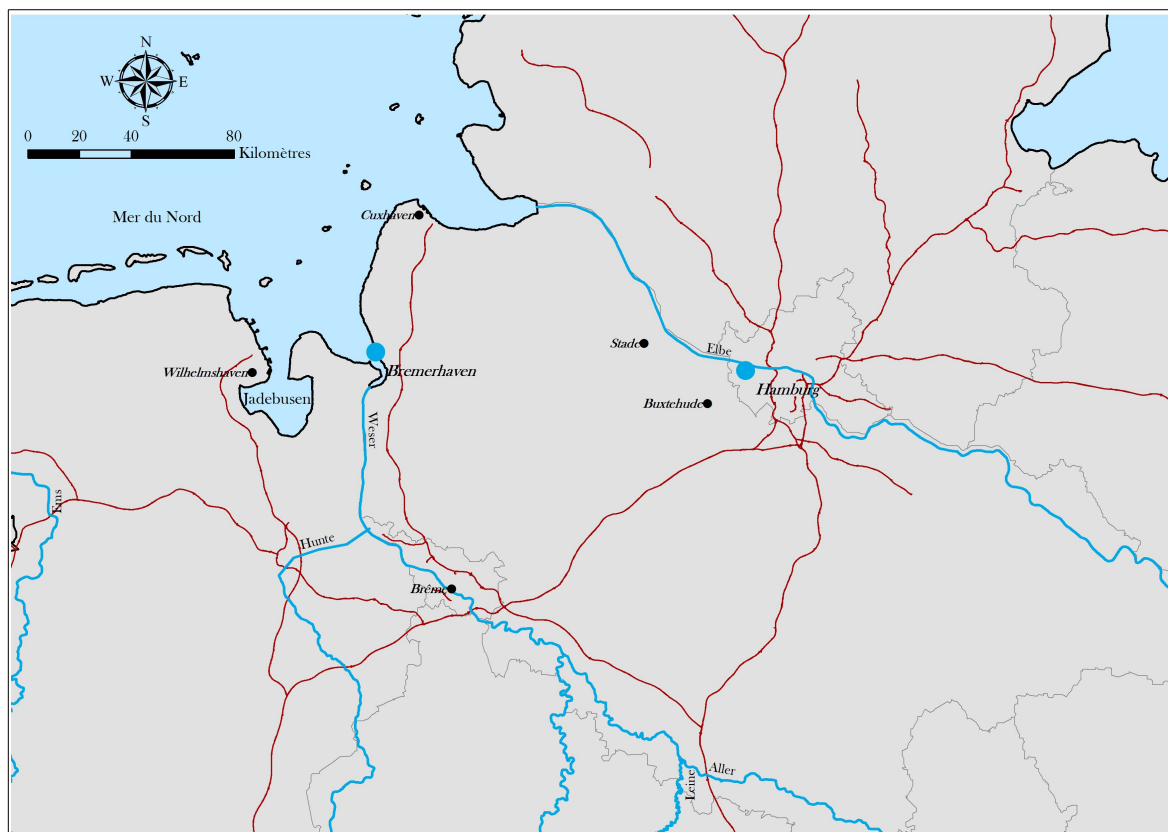 N
W E
S
0 20 40 80
Kilomètres
Mer du Nord
Cuxhaven
Stade
Elbe
Wilhelmshaven
Bremerhaven
Hamburg
Jadebusen
Buxtehude
Weser
Ems
Hunte
Brême
Aller
Leine